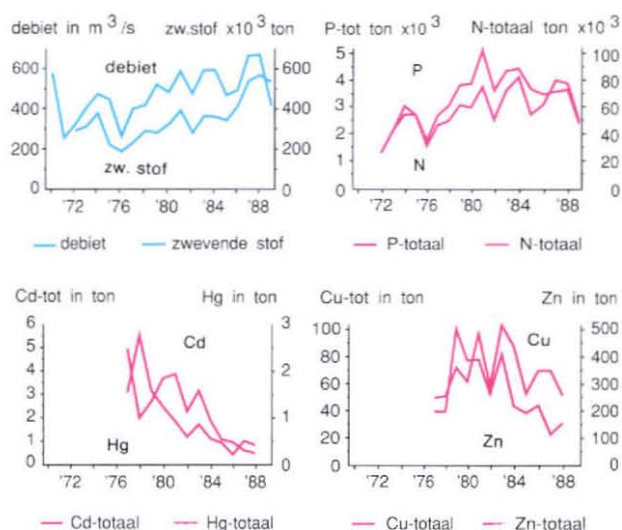 debiet in m³/s zw.stof x10³ ton
600 600
debiet
400 400
200 200
zw. stof
0 0
'72 '76 '80 '84 '88
debiet zwevende stof
P-tot ton x10³ N-totaal ton x10³
5 100
P
4 80
3 60
2 40
1 20
N
0 0
'72 '76 '80 '84 '88
P-totaal N-totaal
Cd-tot in ton Hg in ton
6 3
Cd
5
4 2
3
2 1
1
Hg
0 0
'72 '76 '80 '84 '88
Cd-totaal Hg-totaal
Cu-tot in ton Zn in ton
100 500
Cu
80 400
60 300
40 200
20 100
Zn
0 0
'72 '76 '80 '84 '88
Cu-totaal Zn-totaal